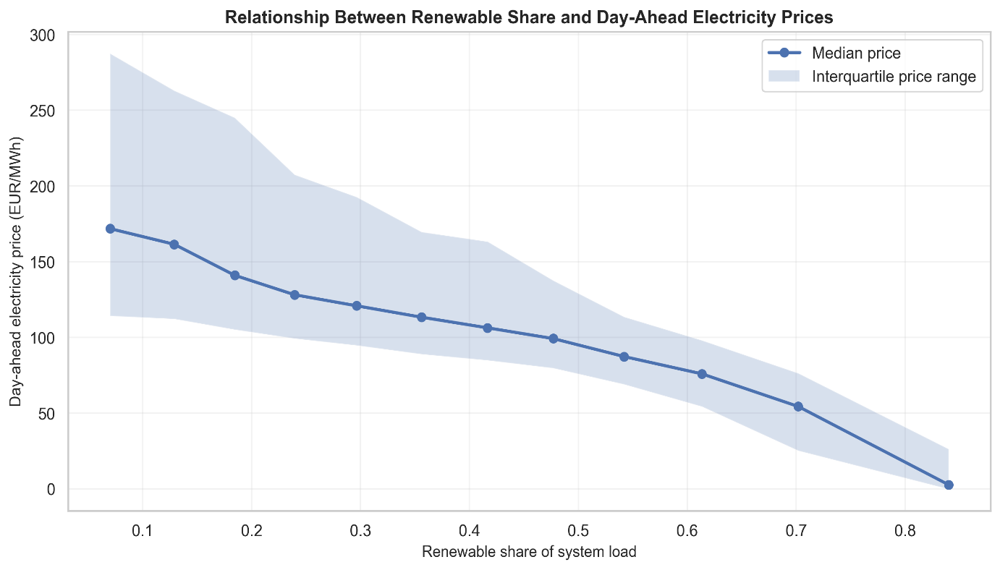 Relationship Between Renewable Share and Day-Ahead Electricity Prices
Median price
Interquartile price range
Day-ahead electricity price (EUR/MWh)
300
250
200
150
100
50
0
0.1 0.2 0.3 0.4 0.5 0.6 0.7 0.8
Renewable share of system load